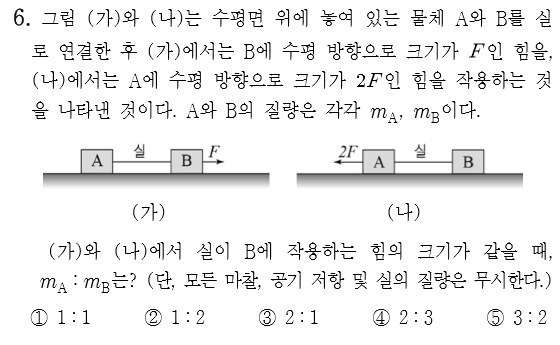 6. 그림 (가)와 (나)는 수평면 위에 놓여 있는 물체 A와 B를 실
로 연결한 후 (가)에서는 B에 수평 방향으로 크기가 F인 힘을,
(나)에서는 A에 수평 방향으로 크기가 2F인 힘을 작용하는 것
을 나타낸 것이다. A와 B의 질량은 각각 mA, mB이다.
A 실 B F
2F A 실 B
(가) (나)
(가)와 (나)에서 실이 B에 작용하는 힘의 크기가 같을 때,
mA : mB는? (단, 모든 마찰, 공기 저항 및 실의 질량은 무시한다.)
① 1 : 1 ② 1 : 2 ③ 2 : 1 ④ 2 : 3 ⑤ 3 : 2